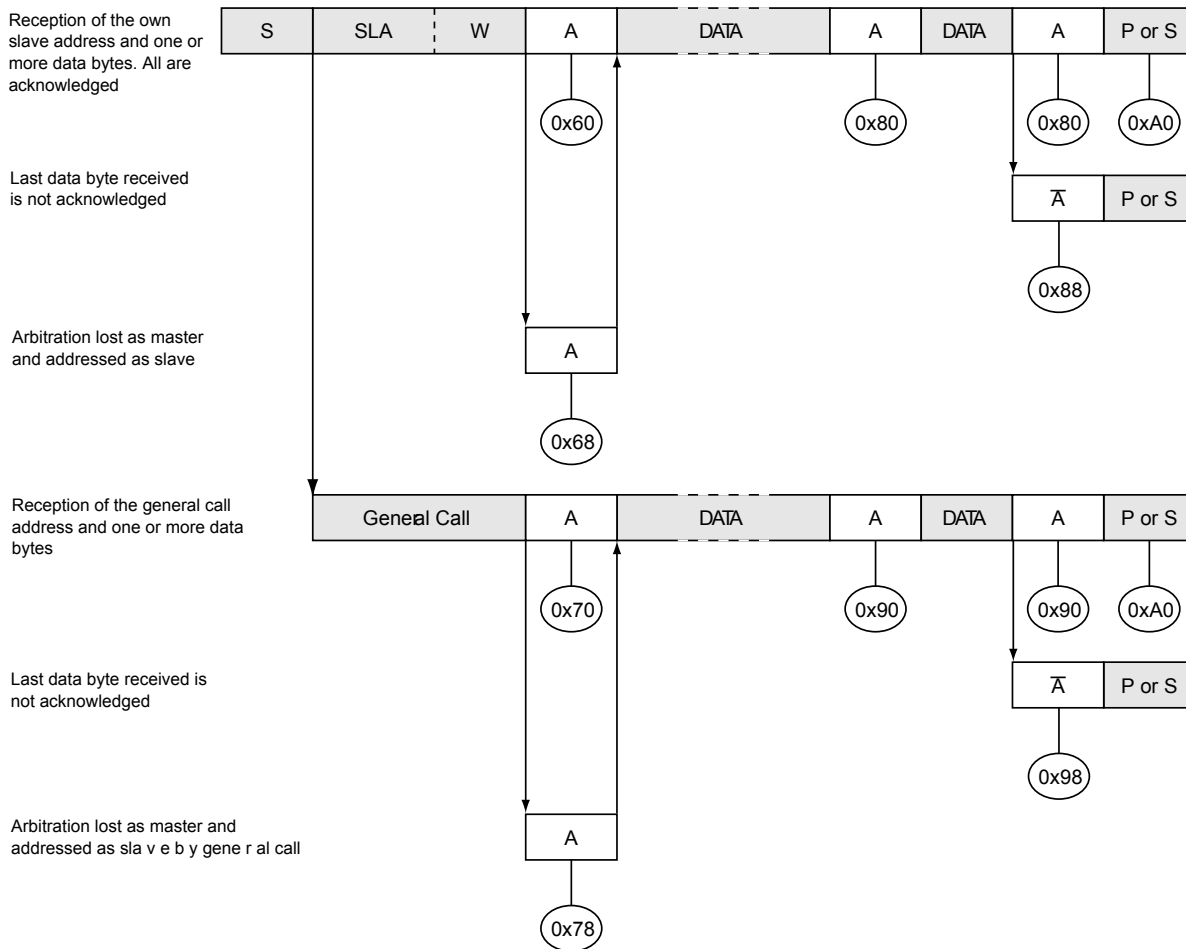 Reception of the own
slave address and one or
more data bytes. All are
acknowledged
S SLA W A DATA A DATA A P or S
0x60 0x80 0x80 0xA0
Last data byte received
is not acknowledged
A̅ P or S
0x88
Arbitration lost as master
and addressed as slave
A
0x68
Reception of the general call
address and one or more data
bytes
General Call A DATA A DATA A P or S
0x70 0x90 0x90 0xA0
Last data byte received is
not acknowledged
A̅ P or S
0x98
Arbitration lost as master and
addressed as sla v e b y gene r al call
A
0x78